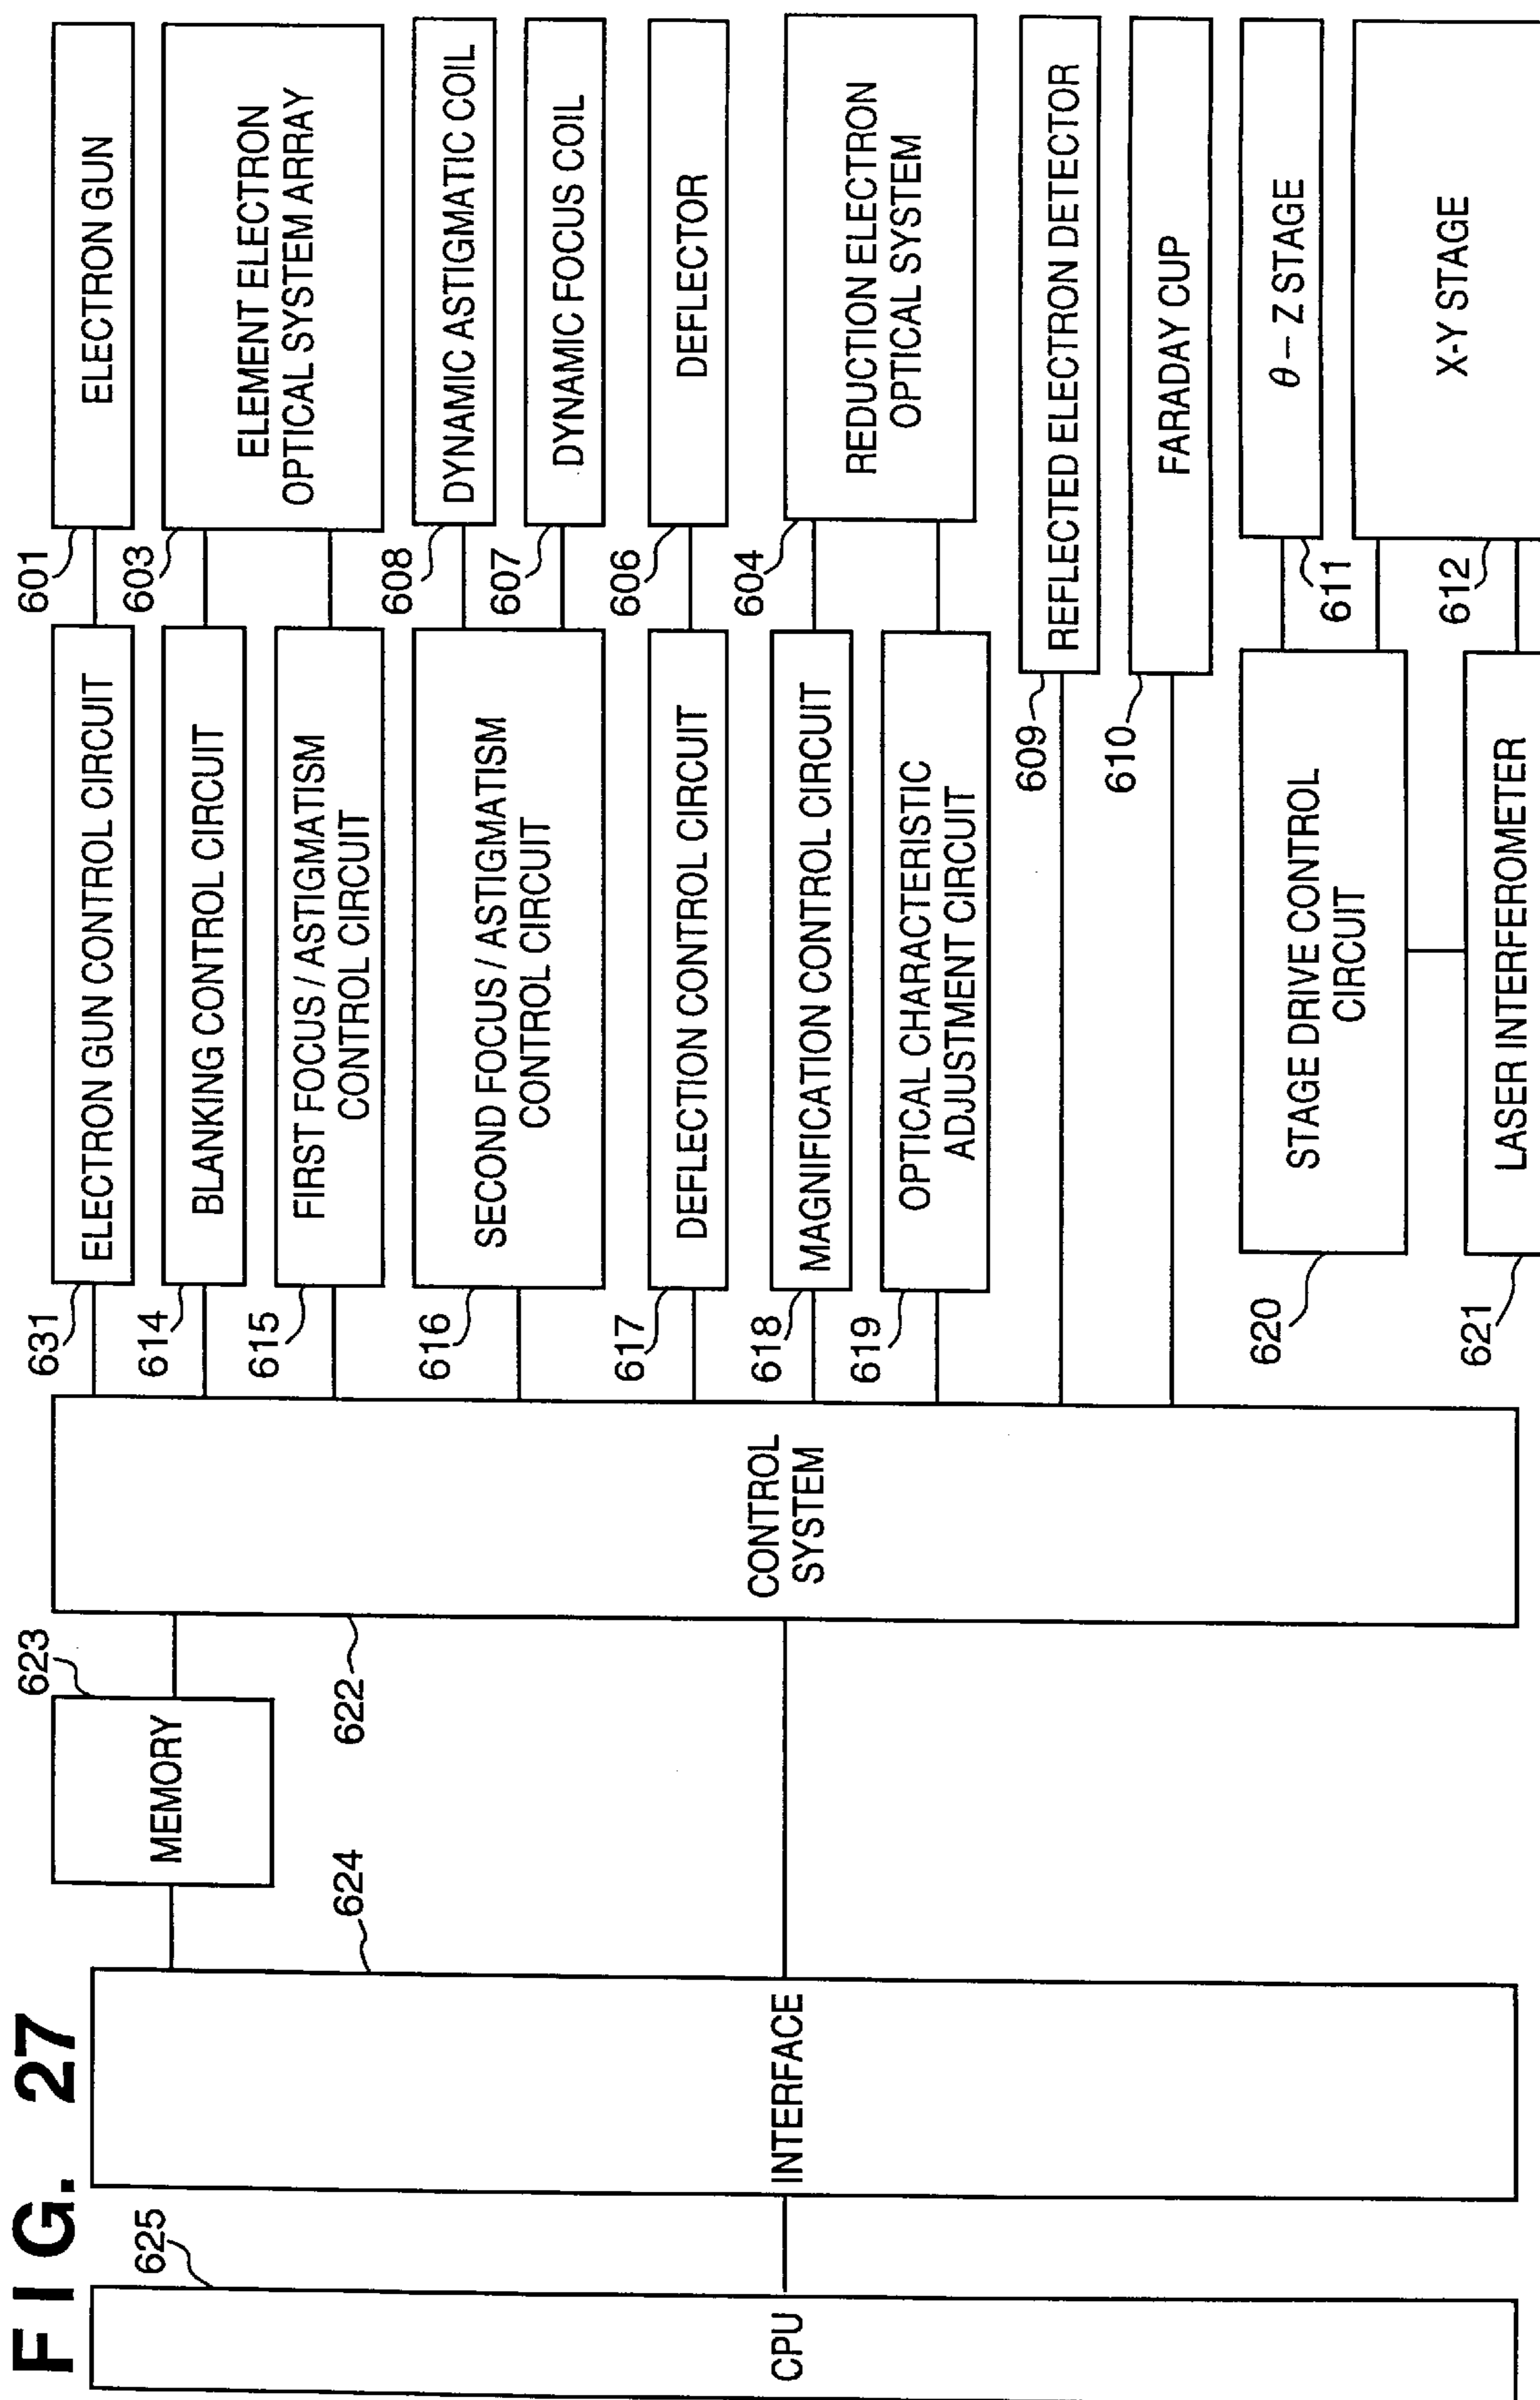 FIG. 27
625
CPU
INTERFACE
624
623
MEMORY
622
CONTROL
SYSTEM
631
ELECTRON GUN CONTROL CIRCUIT
601
ELECTRON GUN
614
BLANKING CONTROL CIRCUIT
603
ELEMENT ELECTRON
OPTICAL SYSTEM ARRAY
615
FIRST FOCUS / ASTIGMATISM
CONTROL CIRCUIT
616
SECOND FOCUS / ASTIGMATISM
CONTROL CIRCUIT
608
DYNAMIC ASTIGMATIC COIL
607
DYNAMIC FOCUS COIL
617
DEFLECTION CONTROL CIRCUIT
606
DEFLECTOR
618
MAGNIFICATION CONTROL CIRCUIT
604
REDUCTION ELECTRON
OPTICAL SYSTEM
619
OPTICAL CHARACTERISTIC
ADJUSTMENT CIRCUIT
609
REFLECTED ELECTRON DETECTOR
610
FARADAY CUP
620
STAGE DRIVE CONTROL
CIRCUIT
611
θ – Z STAGE
612
X-Y STAGE
621
LASER INTERFEROMETER